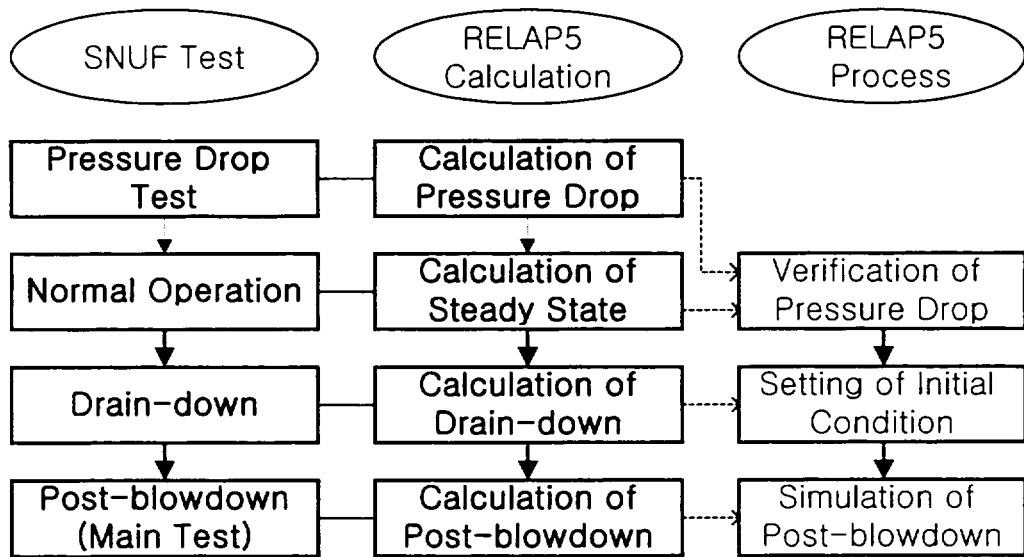 SNUF Test
RELAP5
Calculation
RELAP5
Process
Pressure Drop
Test
Calculation of
Pressure Drop
Normal Operation
Calculation of
Steady State
Verification of
Pressure Drop
Drain-down
Calculation of
Drain-down
Setting of Initial
Condition
Post-blowdown
(Main Test)
Calculation of
Post-blowdown
Simulation of
Post-blowdown